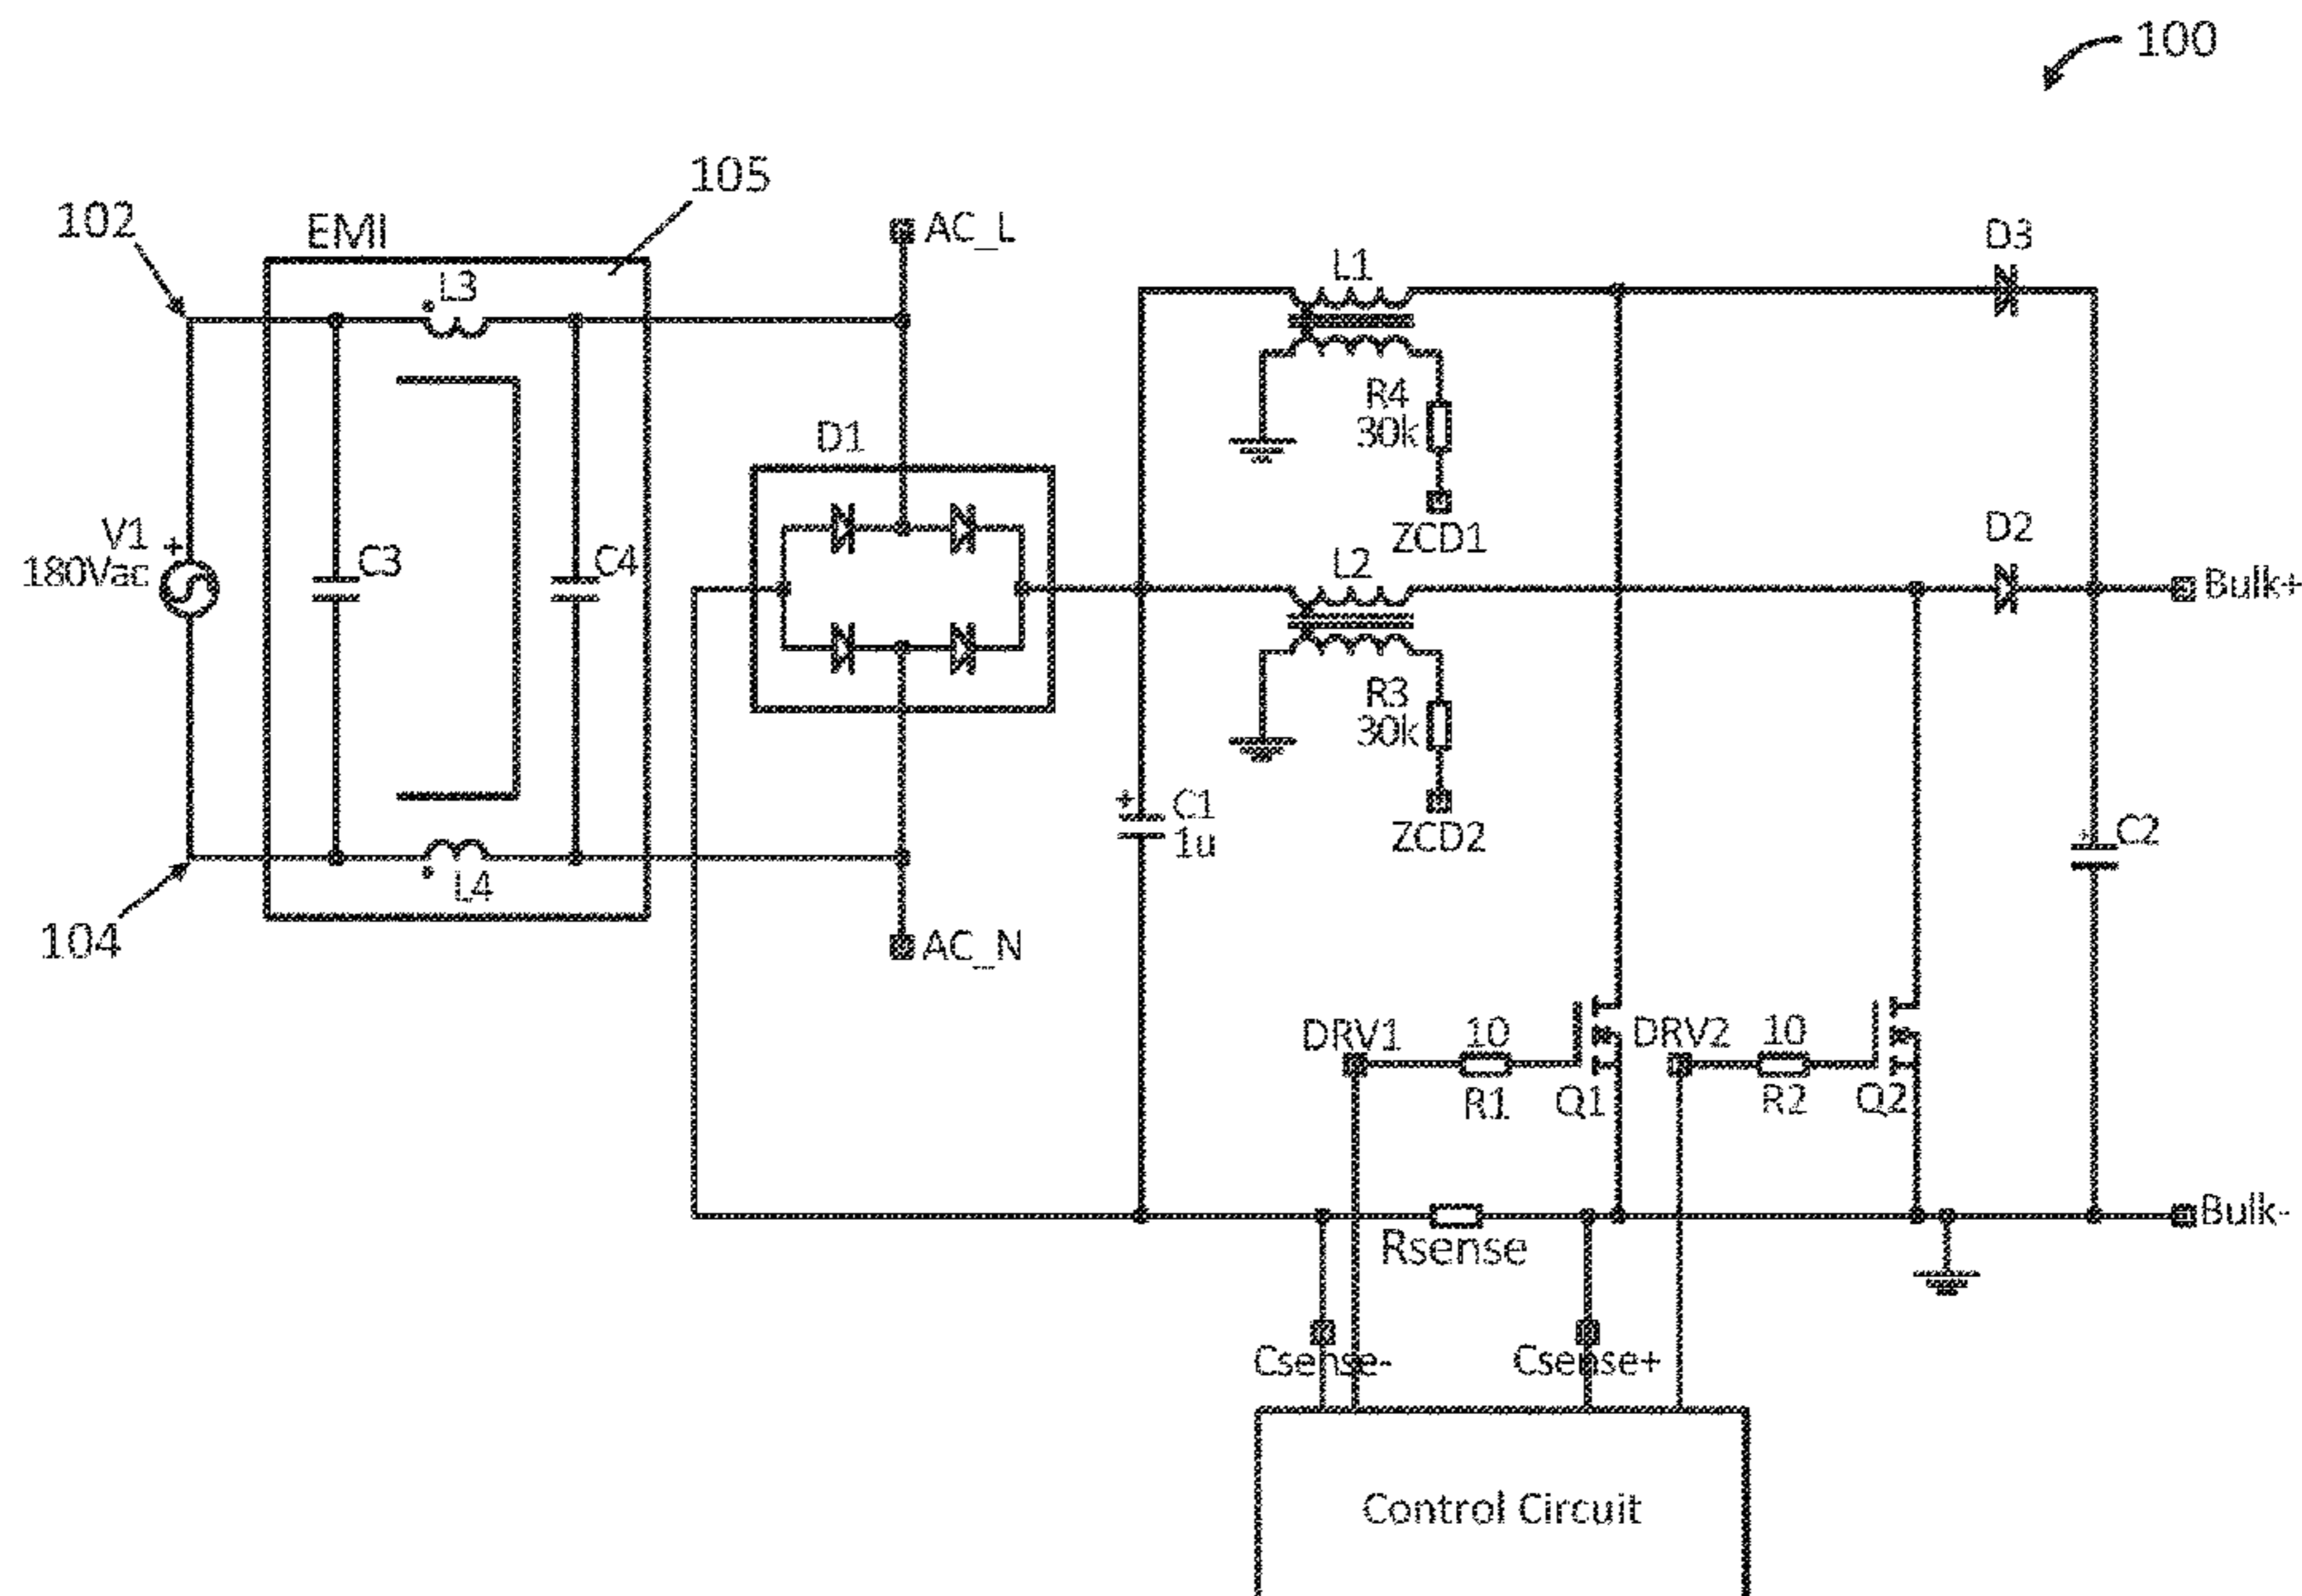 100
105
102
EMI
AC_L
L3
D3
L1
D1
R4
30k
D2
V1
+
180Vac
C3
C4
ZCD1
L2
Bulk+
R3
30k
+
C1
1u
ZCD2
+
C2
L4
104
AC_N
DRV1
10
R1
Q1
DRV2
10
R2
Q2
Rsense
Bulk-
Csense-
Csense+
Control Circuit